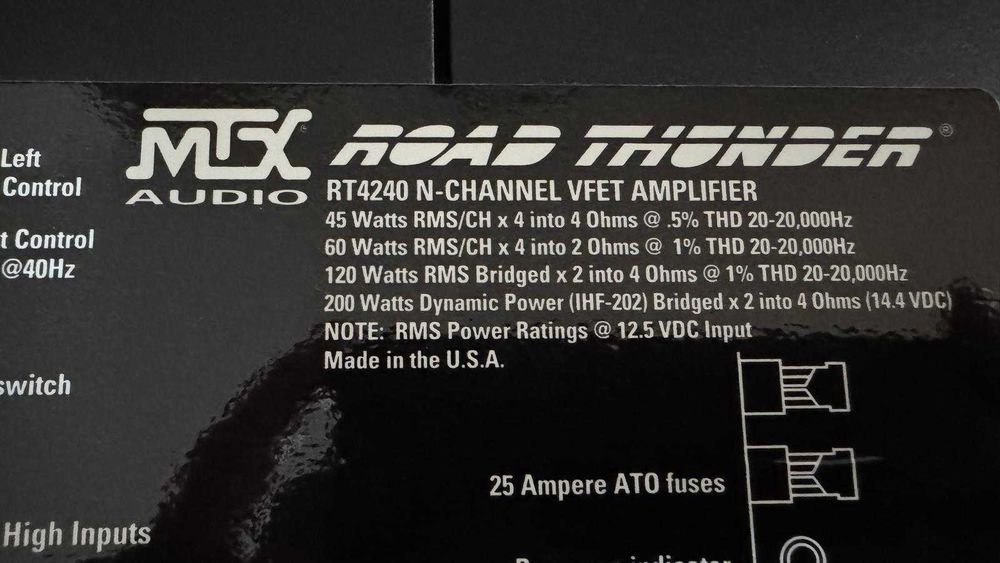 Left
Control
t Control
@40Hz
switch
High Inputs
MTX®
AUDIO
ROAD THUNDER®
RT4240 N-CHANNEL VFET AMPLIFIER
45 Watts RMS/CH x 4 into 4 Ohms @ .5% THD 20-20,000Hz
60 Watts RMS/CH x 4 into 2 Ohms @ 1% THD 20-20,000Hz
120 Watts RMS Bridged x 2 into 4 Ohms @ 1% THD 20-20,000Hz
200 Watts Dynamic Power (IHF-202) Bridged x 2 into 4 Ohms (14.4 VDC)
NOTE: RMS Power Ratings @ 12.5 VDC Input
Made in the U.S.A.
25 Ampere ATO fuses
indicator